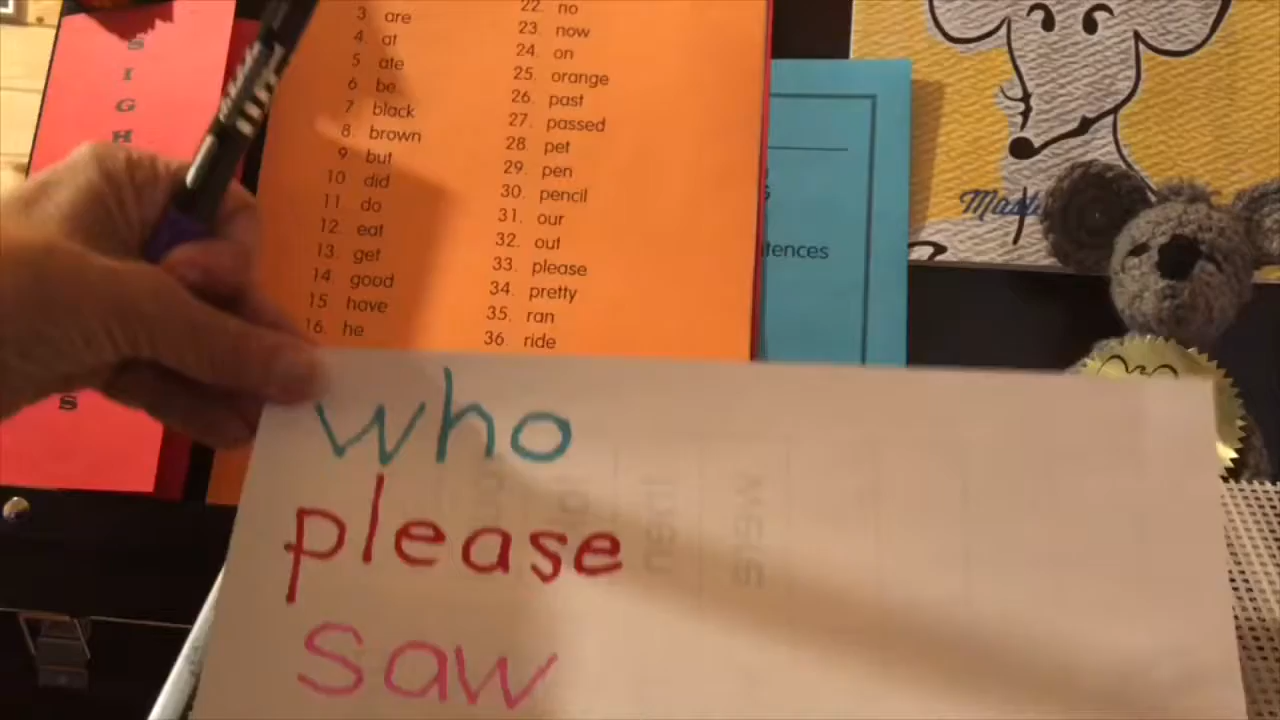 S
I
G
H
S
3 are
4. at
5 ate
6 be
7. black
8. brown
9 but
10 did
11. do
12. eat
13. get
14. good
15 have
16. he
22. no
23. now
24. on
25. orange
26. past
27. passed
28. pet
29. pen
30. pencil
31. our
32. out
33. please
34. pretty
35. ran
36. ride
tences
who
please
saw